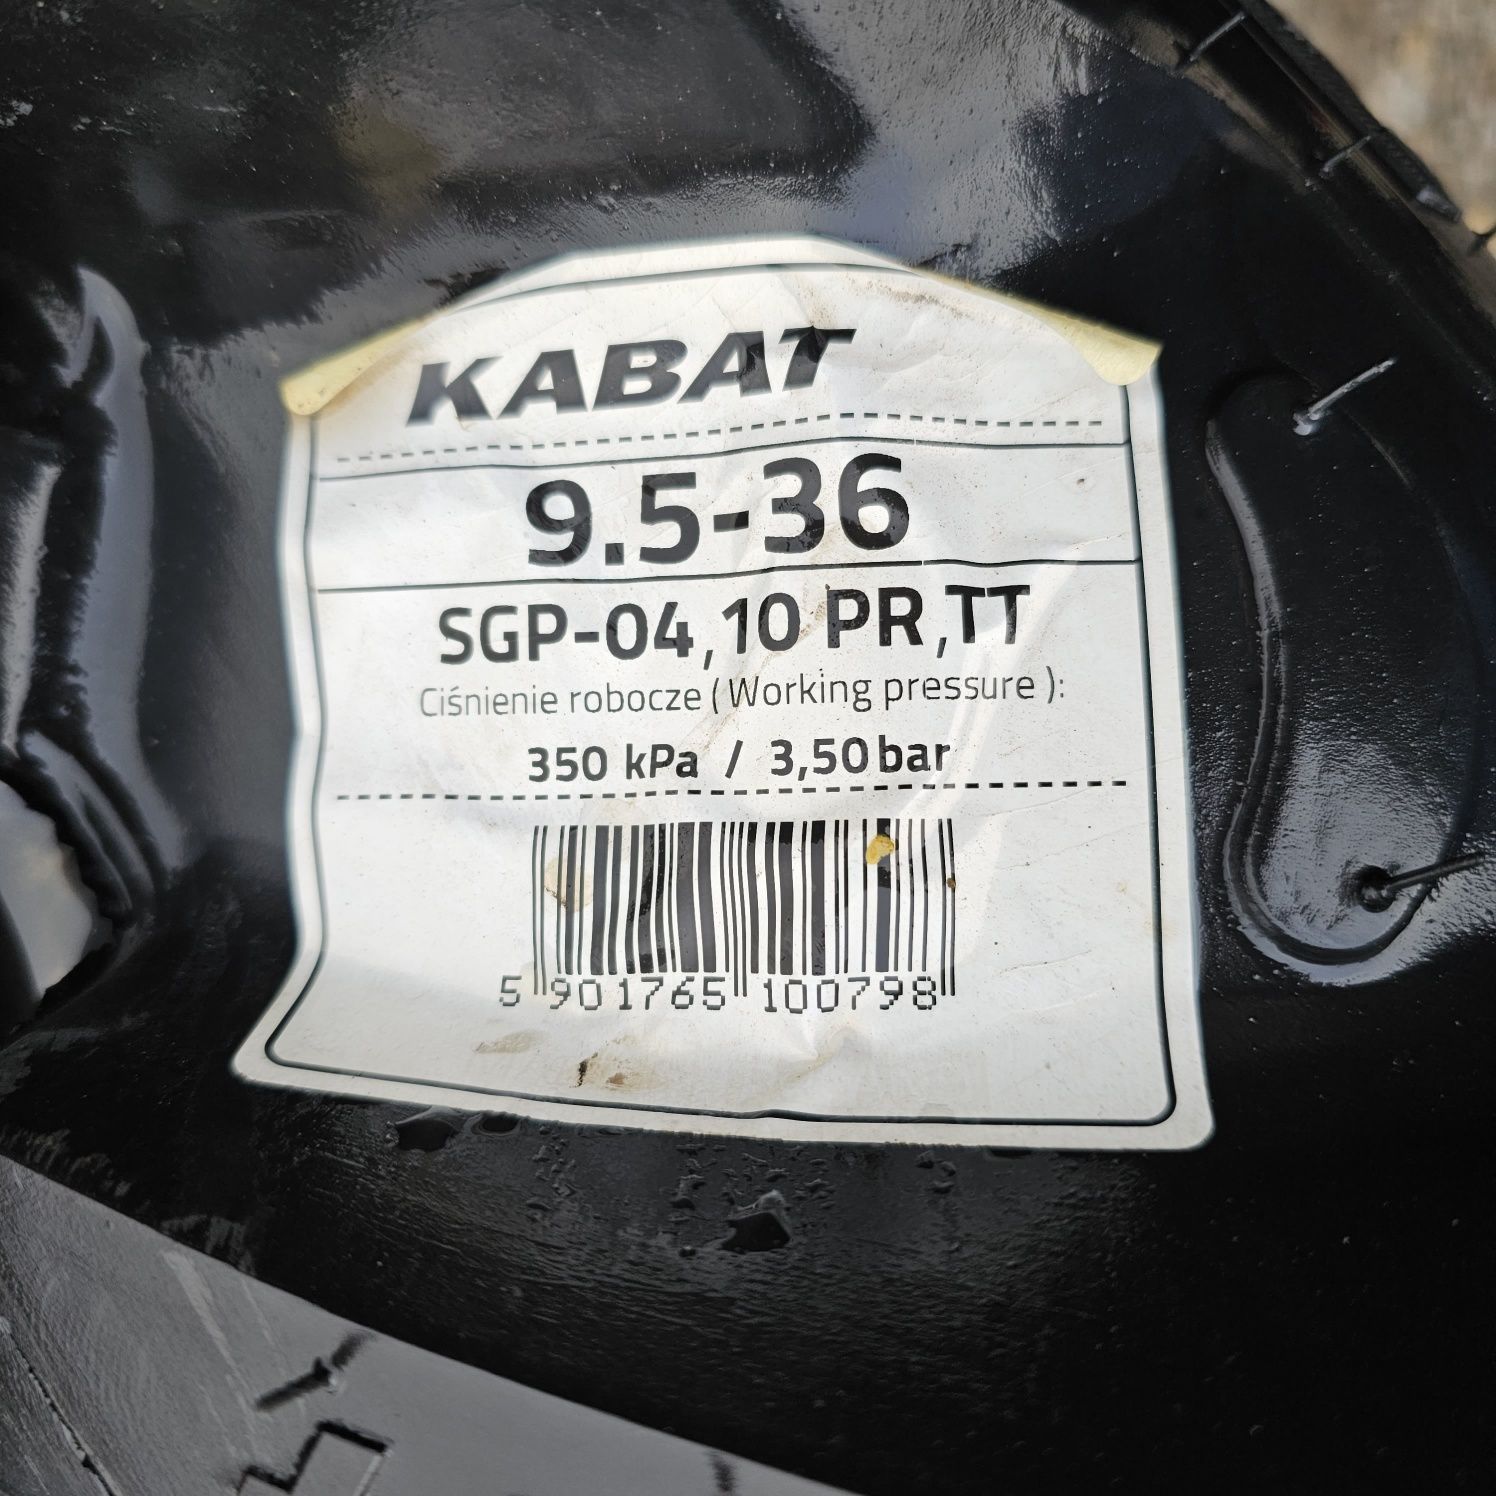 KABAT
9.5-36
SGP-04, 10 PR, TT
Ciśnienie robocze ( Working pressure ):
350 kPa / 3,50 bar
5 901765 100798